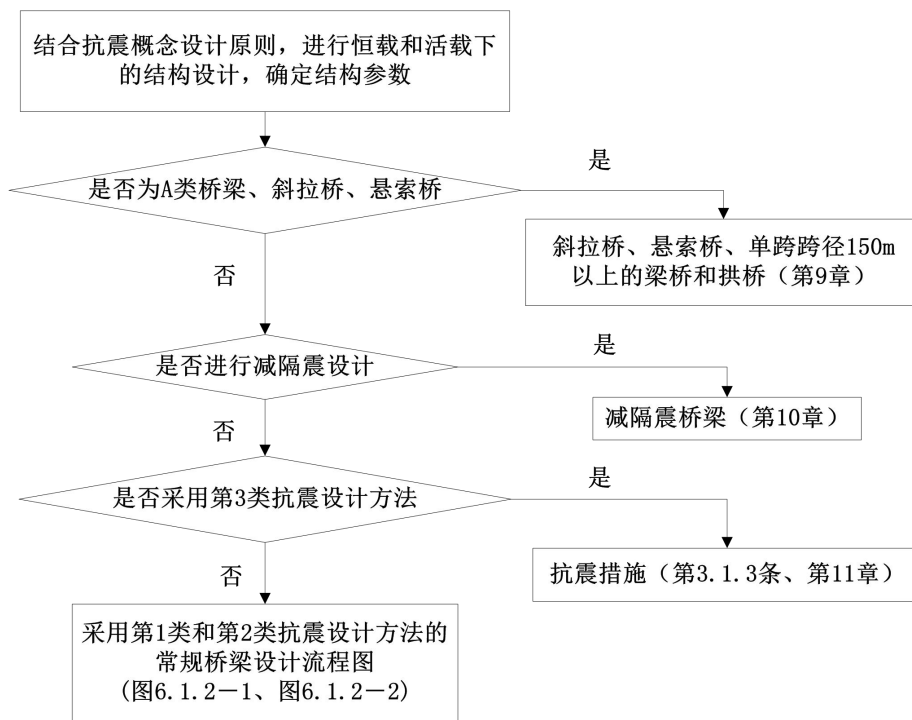 结合抗震概念设计原则，进行恒载和活载下
的结构设计，确定结构参数
是否为A类桥梁、斜拉桥、悬索桥
是
斜拉桥、悬索桥、单跨跨径150m
以上的梁桥和拱桥（第9章）
否
是否进行减隔震设计
是
减隔震桥梁（第10章）
否
是否采用第3类抗震设计方法
是
抗震措施（第3.1.3条、第11章）
否
采用第1类和第2类抗震设计方法的
常规桥梁设计流程图
(图6.1.2－1、图6.1.2－2)